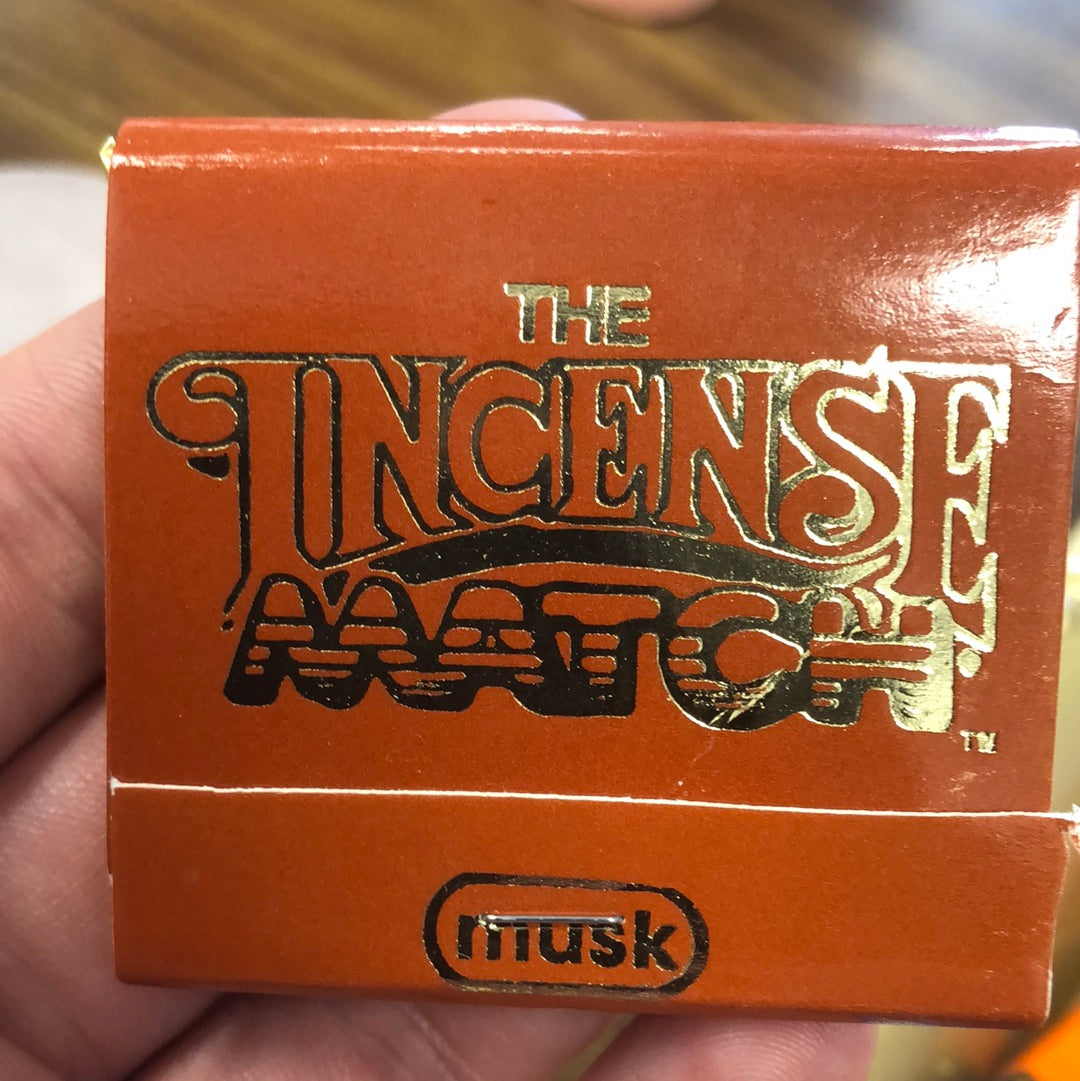 THE
INCENSE
MATCH
TM
musk